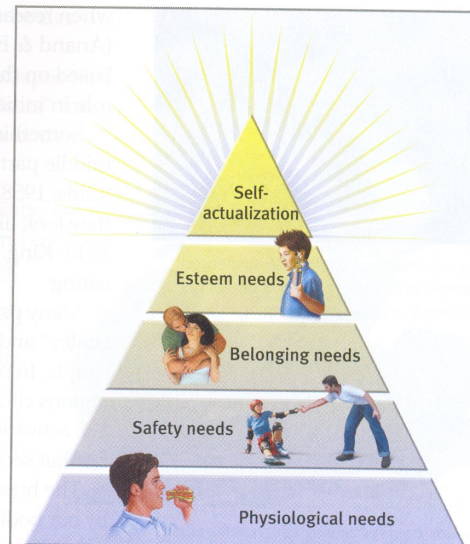 Self-
actualization
Esteem needs
Belonging needs
Safety needs
Physiological needs